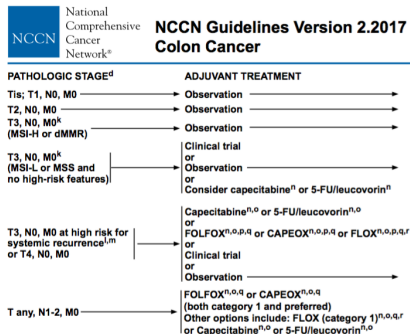 NCCN
National
Comprehensive
Cancer
Network®
NCCN Guidelines Version 2.2017
Colon Cancer
PATHOLOGIC STAGEᵈ
ADJUVANT TREATMENT
Tis; T1, N0, M0
Observation
T2, N0, M0
Observation
T3, N0, M0ᵏ
(MSI-H or dMMR)
Observation
T3, N0, M0ᵏ
(MSI-L or MSS and
no high-risk features)
Clinical trial
or
Observation
or
Consider capecitabineⁿ or 5-FU/leucovorinⁿ
T3, N0, M0 at high risk for
systemic recurrenceˡ,ᵐ
or T4, N0, M0
Capecitabineⁿ,ᵒ or 5-FU/leucovorinⁿ,ᵒ
or
FOLFOXⁿ,ᵒ,ᵖ,q or CAPEOXⁿ,ᵒ,ᵖ,q or FLOXⁿ,ᵒ,ᵖ,q,ʳ
or
Clinical trial
or
Observation
T any, N1-2, M0
FOLFOXⁿ,ᵒ,q or CAPEOXⁿ,ᵒ,q
(both category 1 and preferred)
Other options include: FLOX (category 1)ⁿ,ᵒ,q,ʳ
or Capecitabineⁿ,ᵒ or 5-FU/leucovorinⁿ,ᵒ